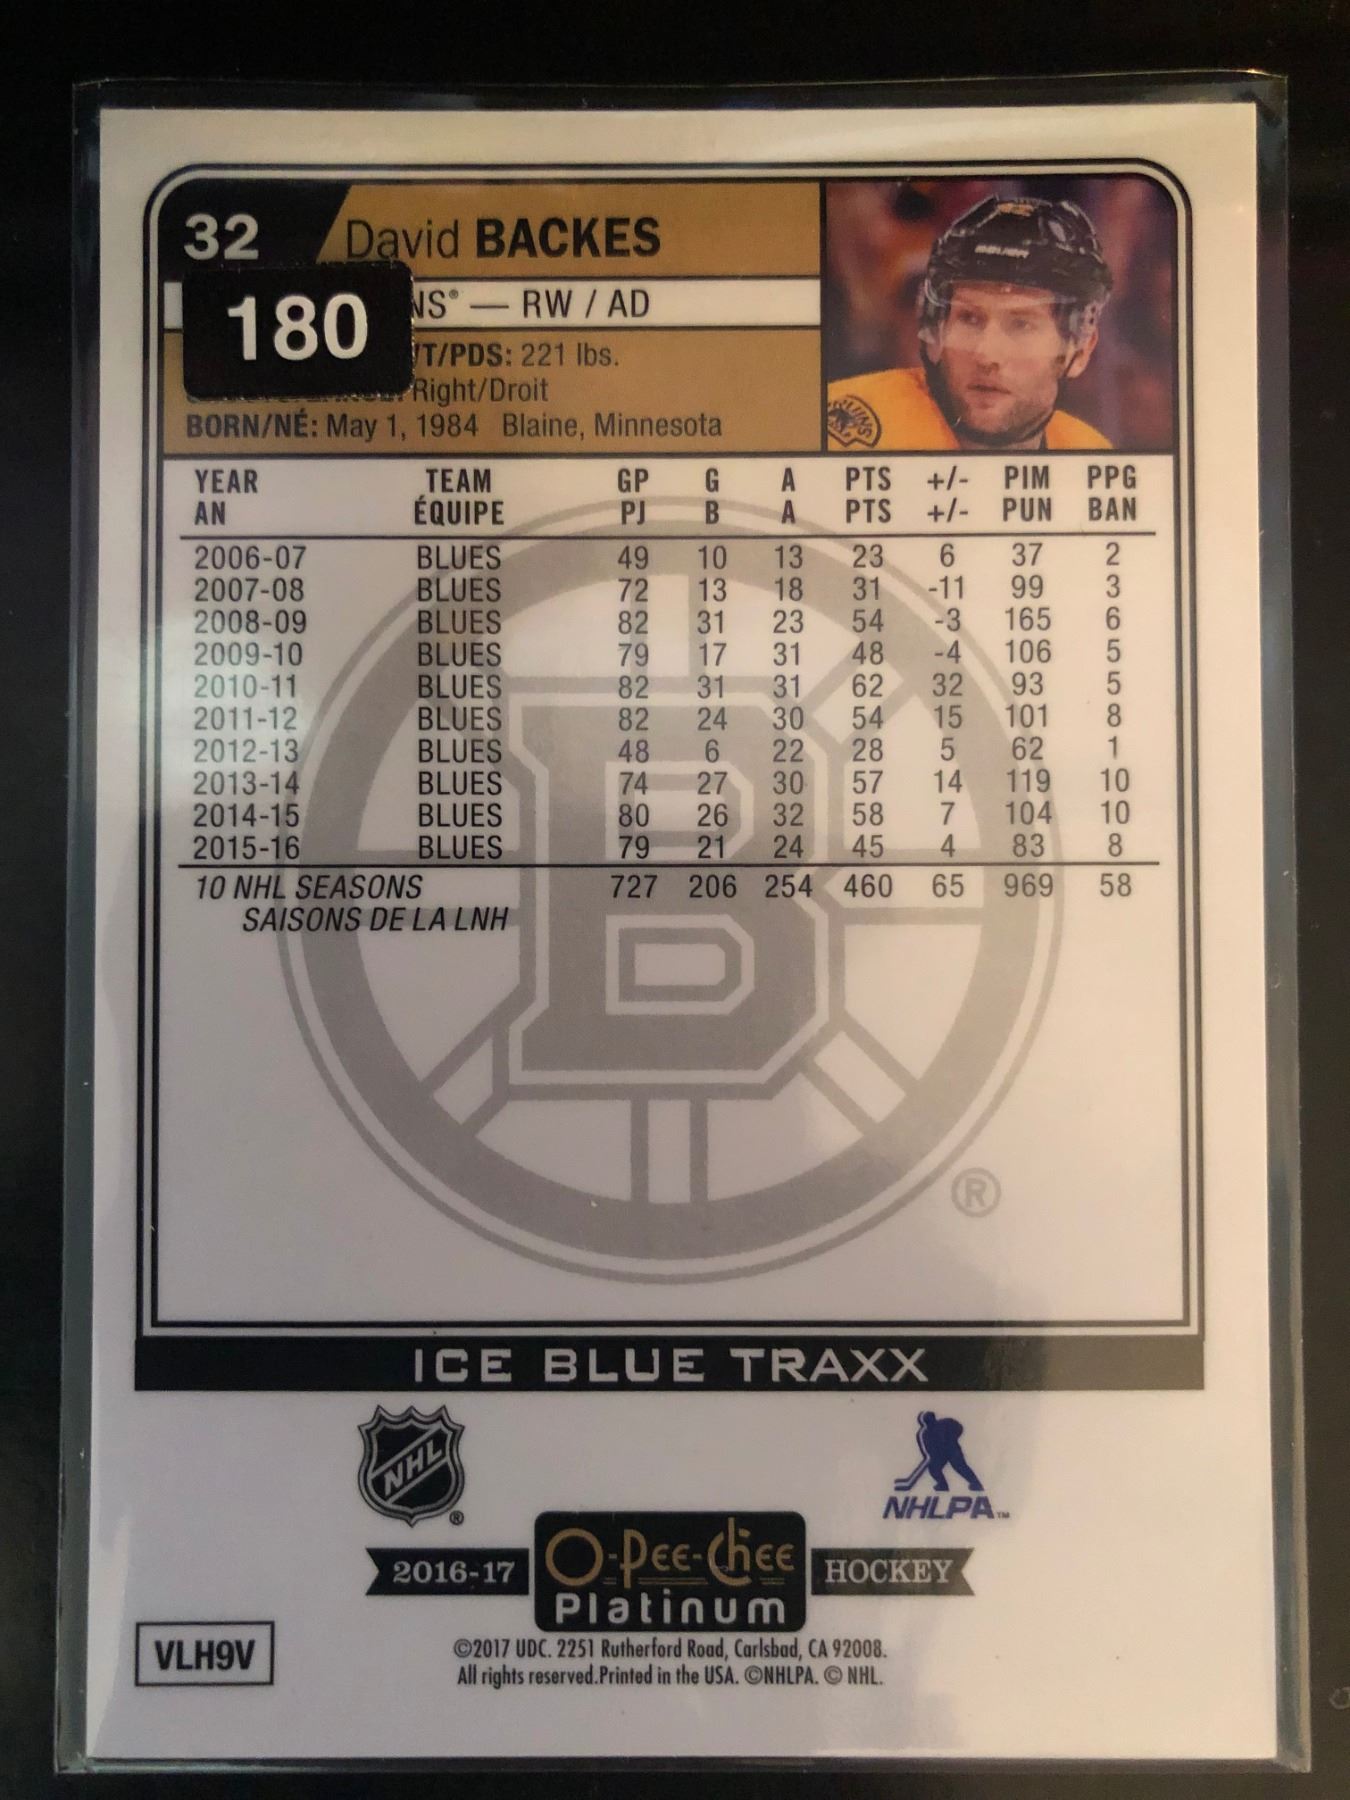 32 David BACKES
180
NS® — RW / AD
T/PDS: 221 lbs.
Right/Droit
BORN/NÉ: May 1, 1984 Blaine, Minnesota
BAUER
BRUINS
YEAR TEAM GP G A PTS +/- PIM PPG
AN ÉQUIPE PJ B A PTS +/- PUN BAN
2006-07 BLUES 49 10 13 23 6 37 2
2007-08 BLUES 72 13 18 31 -11 99 3
2008-09 BLUES 82 31 23 54 -3 165 6
2009-10 BLUES 79 17 31 48 -4 106 5
2010-11 BLUES 82 31 31 62 32 93 5
2011-12 BLUES 82 24 30 54 15 101 8
2012-13 BLUES 48 6 22 28 5 62 1
2013-14 BLUES 74 27 30 57 14 119 10
2014-15 BLUES 80 26 32 58 7 104 10
2015-16 BLUES 79 21 24 45 4 83 8
10 NHL SEASONS 727 206 254 460 65 969 58
SAISONS DE LA LNH
B
®
ICE BLUE TRAXX
NHL ®
NHLPA™
2016-17 O-Pee-Chee HOCKEY
Platinum
VLH9V
©2017 UDC. 2251 Rutherford Road, Carlsbad, CA 92008.
All rights reserved.Printed in the USA. ©NHLPA. © NHL.